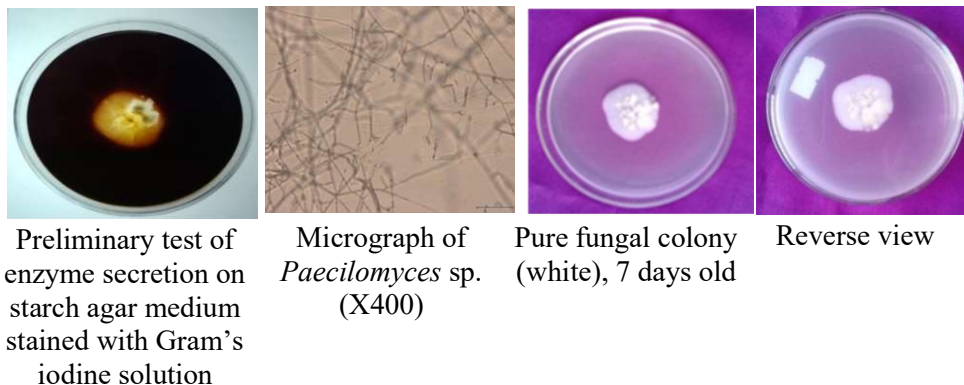 Preliminary test of
enzyme secretion on
starch agar medium
stained with Gram's
iodine solution
Micrograph of
Paecilomyces sp.
(X400)
Pure fungal colony
(white), 7 days old
Reverse view